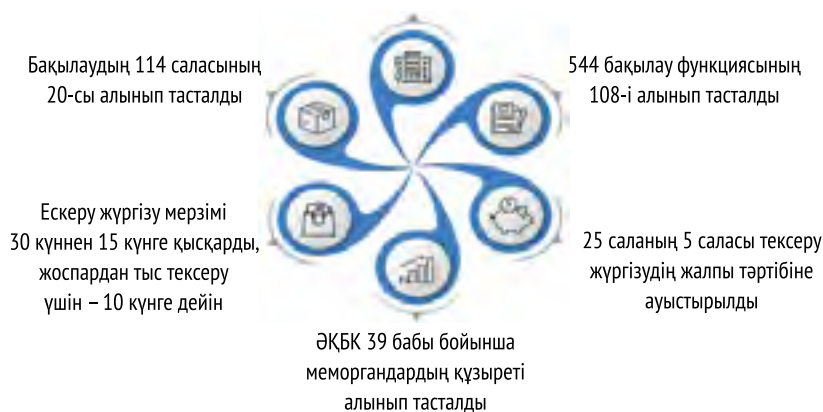 Бақылаудың 114 саласының
20-сы алынып тасталды
544 бақылау функциясының
108-і алынып тасталды
Ескеру жүргізу мерзімі
30 күннен 15 күнге қысқарды,
жоспардан тыс тексеру
үшін – 10 күнге дейін
25 саланың 5 саласы тексеру
жүргізудің жалпы тәртібіне
ауыстырылды
ӘҚБК 39 бабы бойынша
меморгандардың құзыреті
алынып тасталды